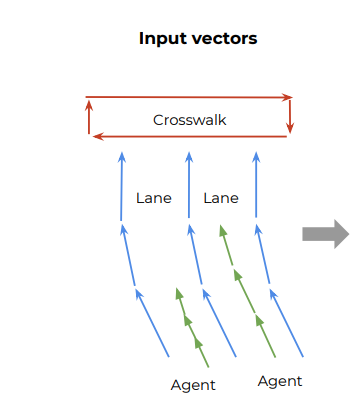 Input vectors
Crosswalk
Lane Lane
Agent Agent